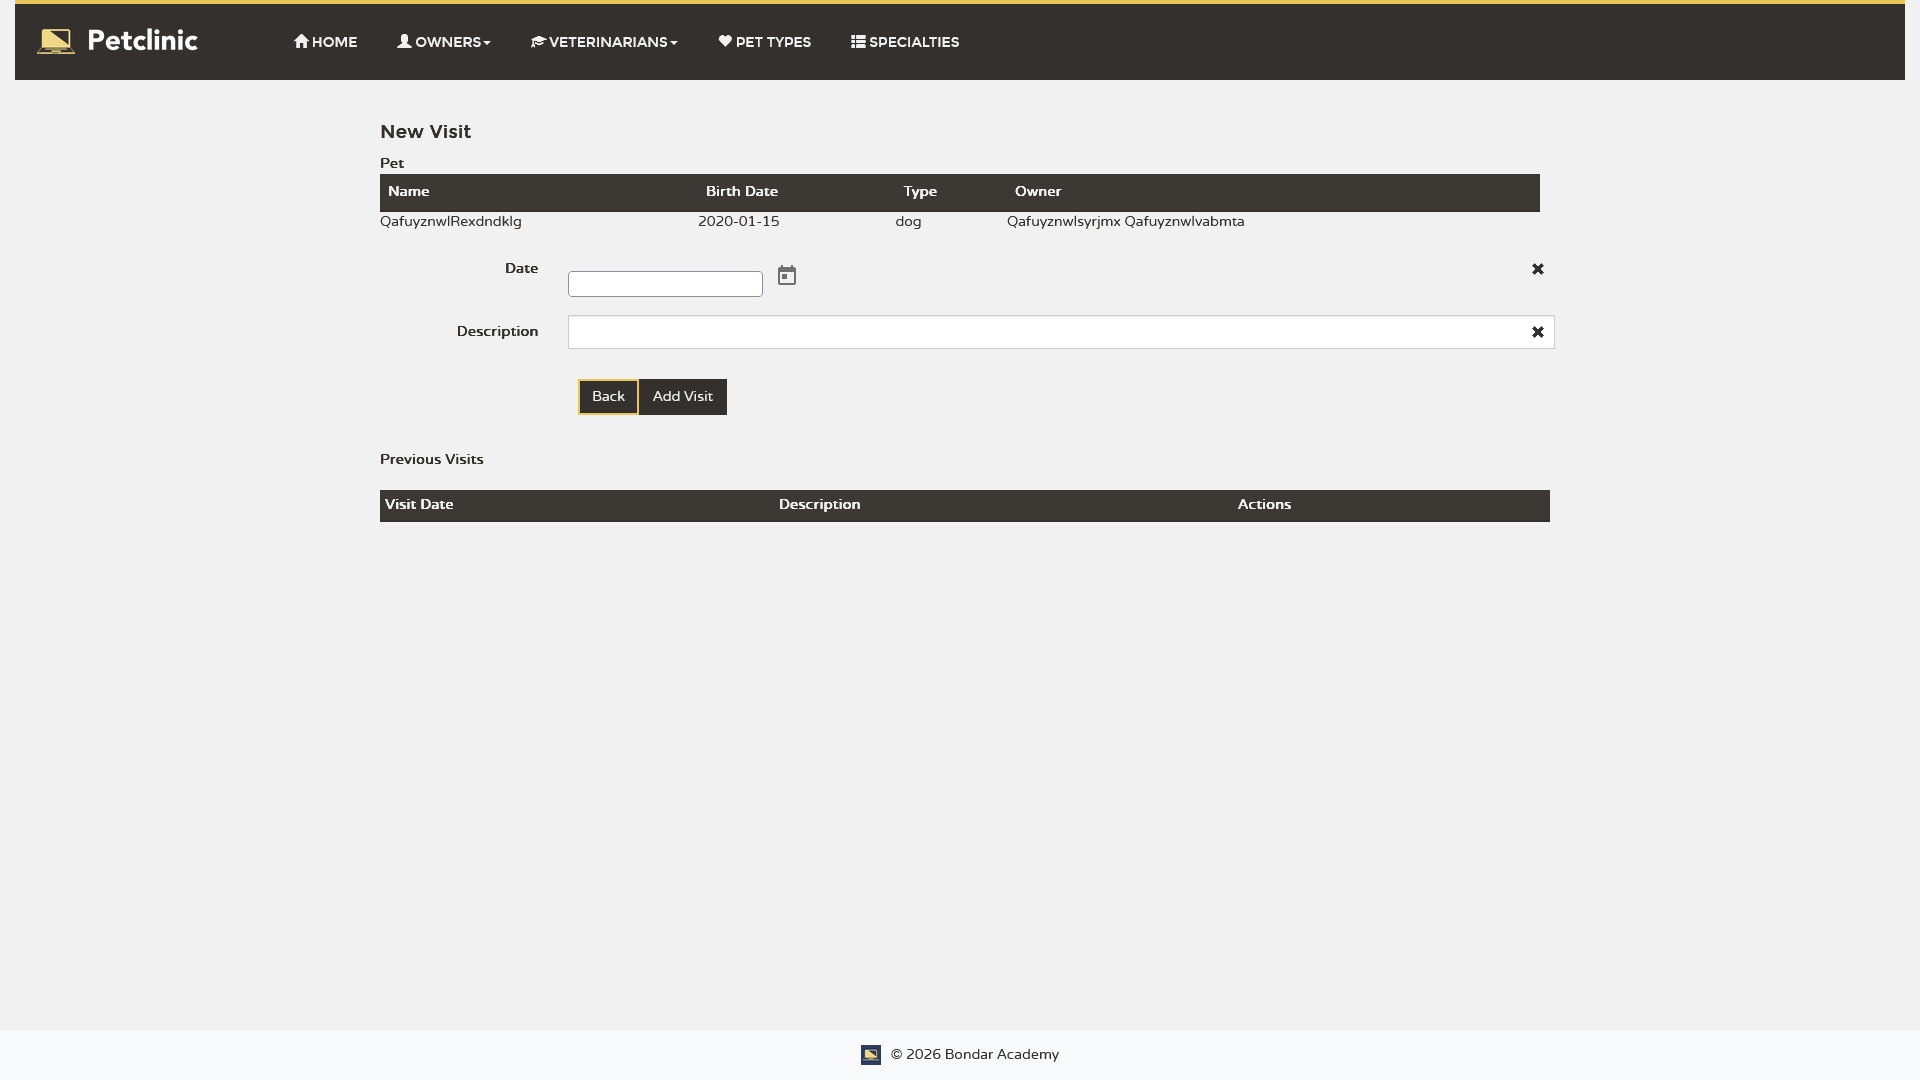 Petclinic HOME OWNERS VETERINARIANS PET TYPES SPECIALTIES
New Visit
Pet
Name Birth Date Type Owner
QafuyznwlRexdndklg 2020-01-15 dog Qafuyznwlsyrjmx Qafuyznwlvabmta
Date
Description
Back Add Visit
Previous Visits
Visit Date Description Actions
© 2026 Bondar Academy